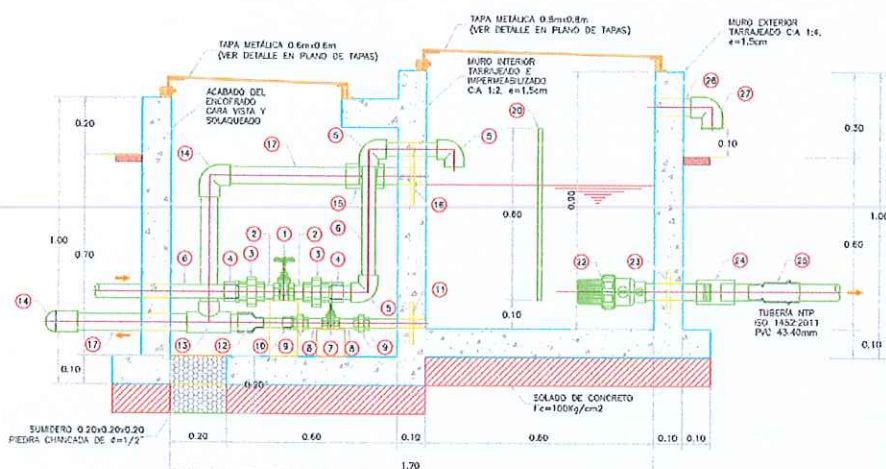 TAPA METÁLICA 0.8mx0.8m
(VER DETALLE EN PLANO DE TAPAS)
MURO EXTERIOR
TARRAJEADO C:A 1:4,
e=1.5cm
TAPA METÁLICA 0.6mx0.6m
(VER DETALLE EN PLANO DE TAPAS)
MURO INTERIOR
TARRAJEADO E
IMPERMEABILIZADO
C:A 1:2, e=1.5cm
ACABADO DEL
ENCOFRADO
CARA VISTA Y
SOLAQUEADO
26
27
20
0.20
0.30
0.10
5
5
14
17
15
16
0.60
0.90
1.00
0.70
1.00
0.60
6
2
1
2
6
4
3
3
4
22
23
24
25
11
14
5
0.10
TUBERÍA NTP
ISO 1452:2011
PVC 43.40mm
17
13
12
10
9
8
7
8
9
0.10
0.10
0.20
SOLADO DE CONCRETO
f'c=100Kg/cm2
SUMIDERO 0.20x0.20x0.20
PIEDRA CHANCADA DE Ø=1/2"
0.20
0.60
0.10
0.80
0.10
0.10
1.70